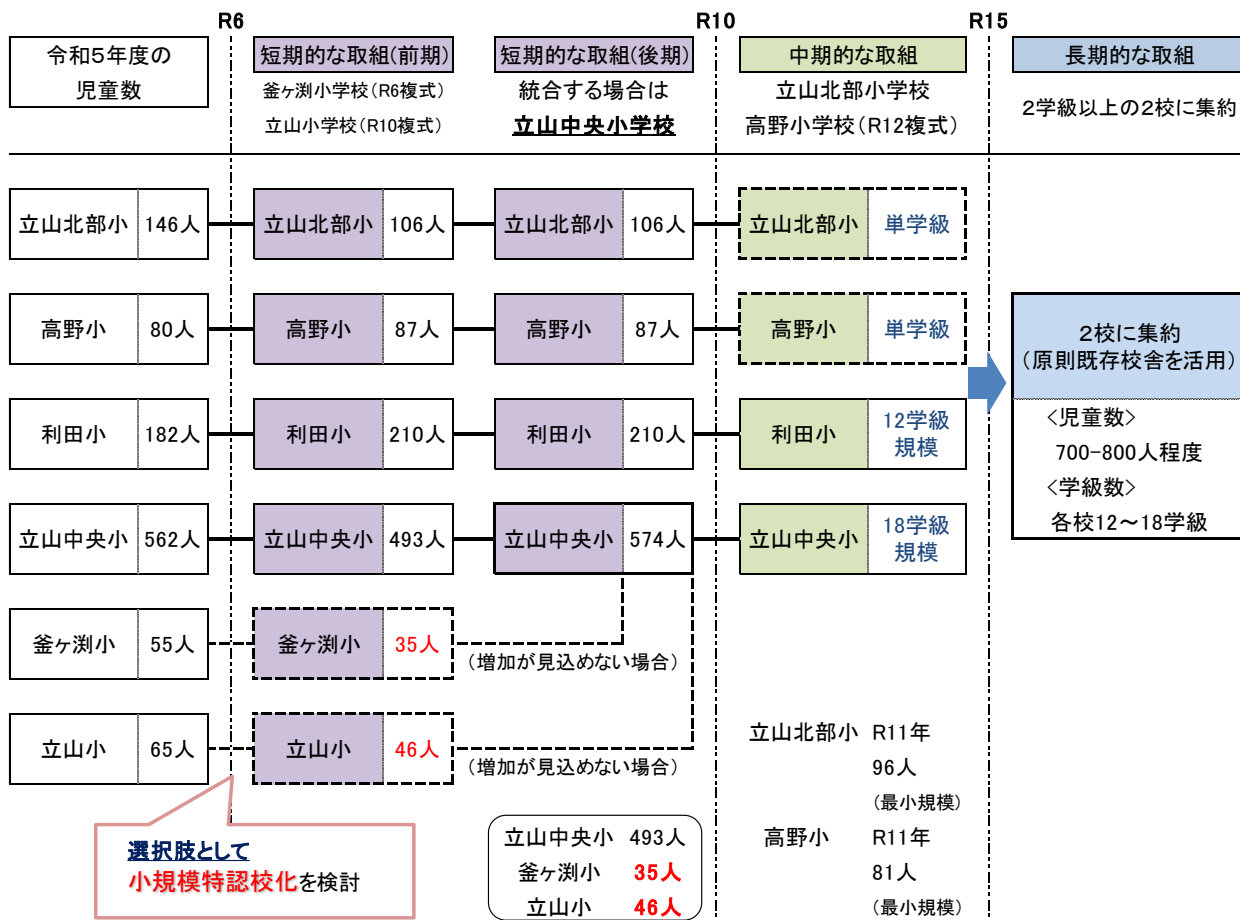 R6
R10
R15
令和5年度の
児童数
短期的な取組(前期)
釜ヶ渕小学校(R6複式)
立山小学校(R10複式)
短期的な取組(後期)
統合する場合は
立山中央小学校
中期的な取組
立山北部小学校
高野小学校(R12複式)
長期的な取組
2学級以上の2校に集約
立山北部小 146人
立山北部小 106人
立山北部小 106人
立山北部小 単学級
高野小 80人
高野小 87人
高野小 87人
高野小 単学級
利田小 182人
利田小 210人
利田小 210人
利田小 12学級
規模
立山中央小 562人
立山中央小 493人
立山中央小 574人
立山中央小 18学級
規模
2校に集約
(原則既存校舎を活用)
<児童数>
700-800人程度
<学級数>
各校12～18学級
釜ヶ渕小 55人
釜ヶ渕小 35人
(増加が見込めない場合)
立山小 65人
立山小 46人
(増加が見込めない場合)
選択肢として
小規模特認校化を検討
立山中央小 493人
釜ヶ渕小 35人
立山小 46人
立山北部小 R11年
96人
(最小規模)
高野小 R11年
81人
(最小規模)